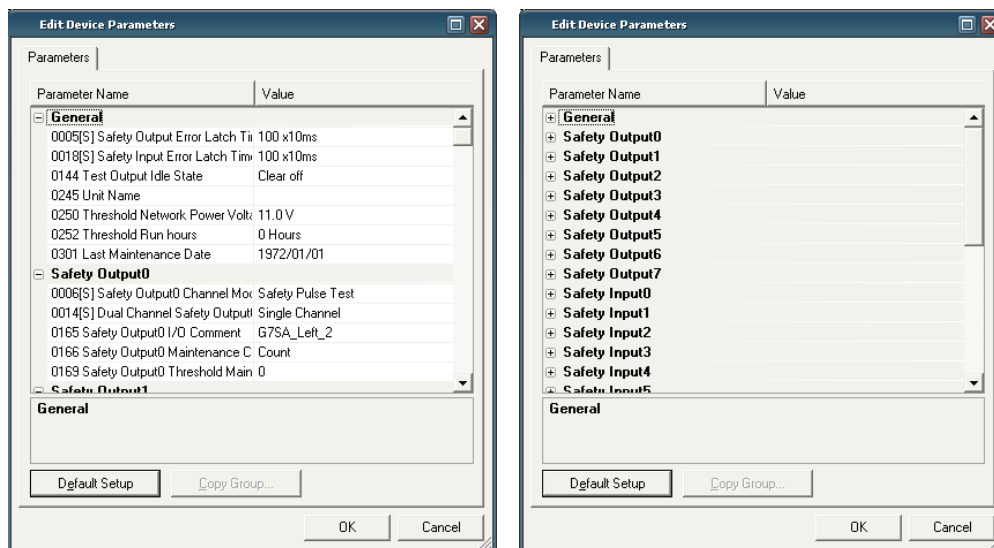 Edit Device Parameters
Parameters
Parameter Name Value
General
0005[S] Safety Output Error Latch Ti 100 x10ms
0018[S] Safety Input Error Latch Tim 100 x10ms
0144 Test Output Idle State Clear off
0245 Unit Name
0250 Threshold Network Power Volta 11.0 V
0252 Threshold Run hours 0 Hours
0301 Last Maintenance Date 1972/01/01
Safety Output0
0006[S] Safety Output0 Channel Mod Safety Pulse Test
0014[S] Dual Channel Safety Output( Single Channel
0165 Safety Output0 I/O Comment G7SA_Left_2
0166 Safety Output0 Maintenance C Count
0169 Safety Output0 Threshold Main 0
Safety Output1
General
Default Setup Copy Group...
OK Cancel
Edit Device Parameters
Parameters
Parameter Name Value
General
Safety Output0
Safety Output1
Safety Output2
Safety Output3
Safety Output4
Safety Output5
Safety Output6
Safety Output7
Safety Input0
Safety Input1
Safety Input2
Safety Input3
Safety Input4
Safety Input5
General
Default Setup Copy Group...
OK Cancel